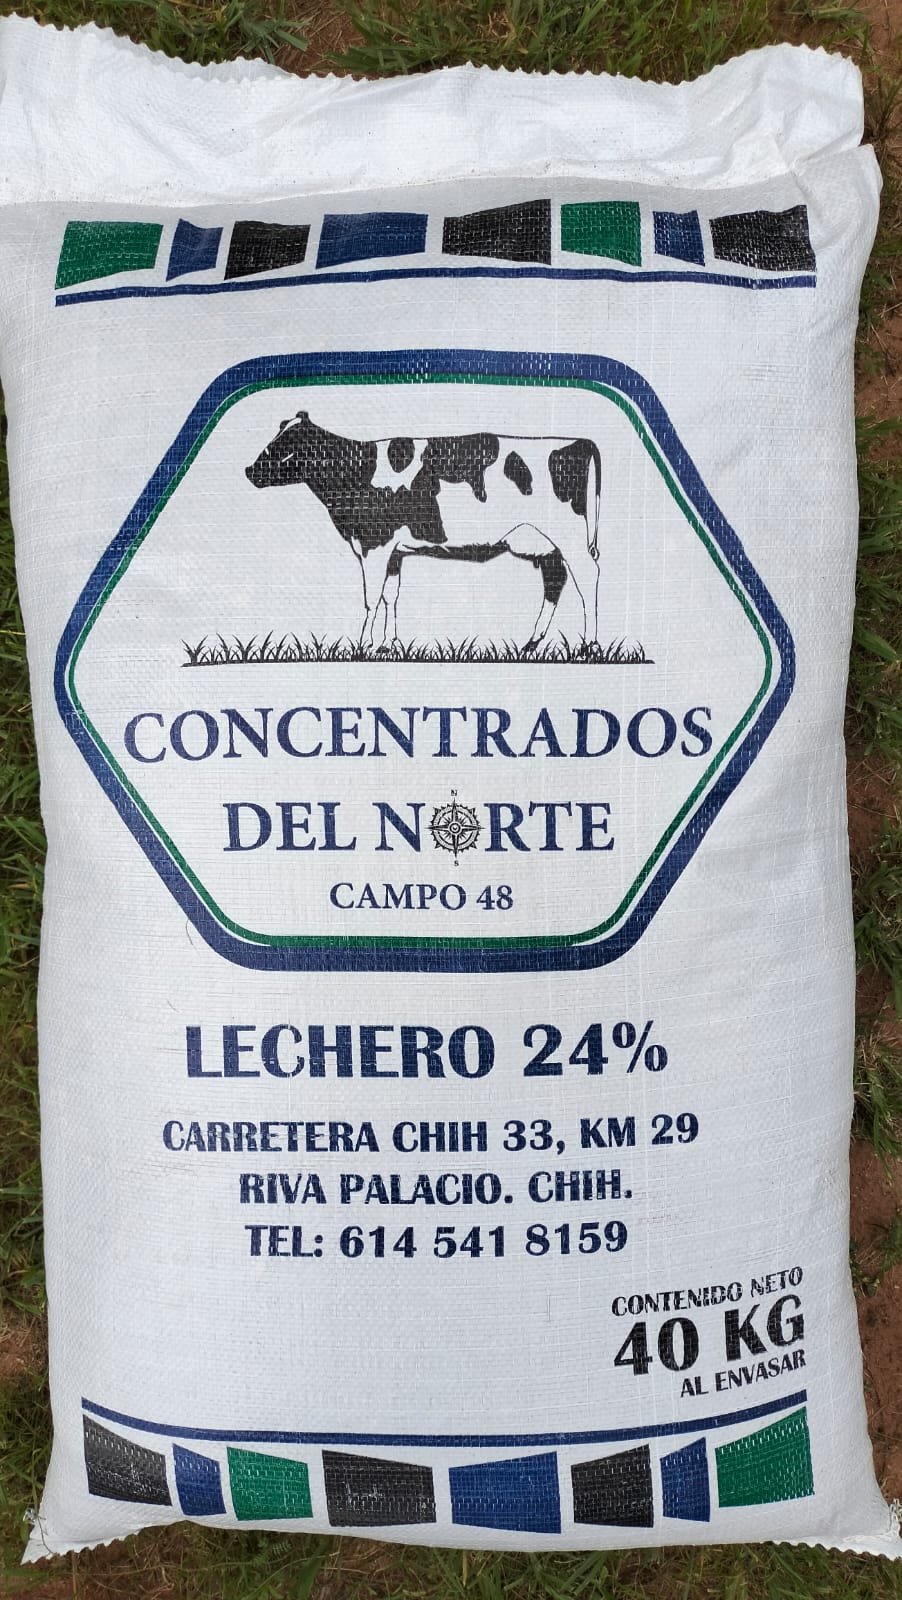 CONCENTRADOS
N
DEL NORTE
S
CAMPO 48
LECHERO 24%
CARRETERA CHIH 33, KM 29
RIVA PALACIO. CHIH.
TEL: 614 541 8159
CONTENIDO NETO
40 KG
AL ENVASAR